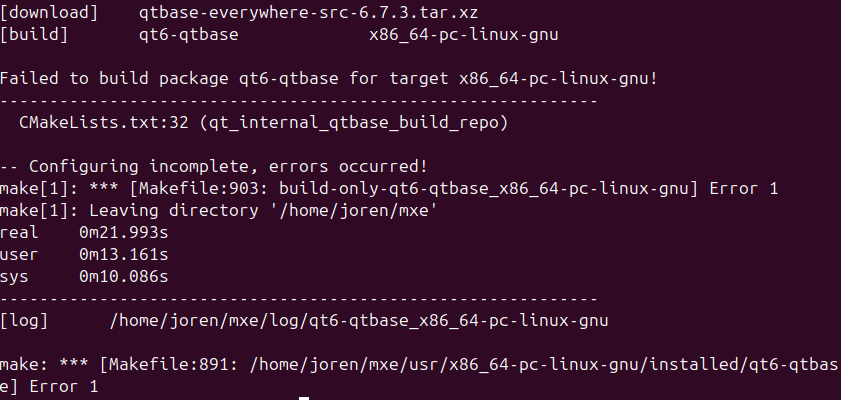 [download]    qtbase-everywhere-src-6.7.3.tar.xz
[build]       qt6-qtbase             x86_64-pc-linux-gnu
Failed to build package qt6-qtbase for target x86_64-pc-linux-gnu!
------------------------------------------------------------
  CMakeLists.txt:32 (qt_internal_qtbase_build_repo)
-- Configuring incomplete, errors occurred!
make[1]: *** [Makefile:903: build-only-qt6-qtbase_x86_64-pc-linux-gnu] Error 1
make[1]: Leaving directory '/home/joren/mxe'
real    0m21.993s
user    0m13.161s
sys     0m10.086s
------------------------------------------------------------
[log]      /home/joren/mxe/log/qt6-qtbase_x86_64-pc-linux-gnu
make: *** [Makefile:891: /home/joren/mxe/usr/x86_64-pc-linux-gnu/installed/qt6-qtbas
e] Error 1